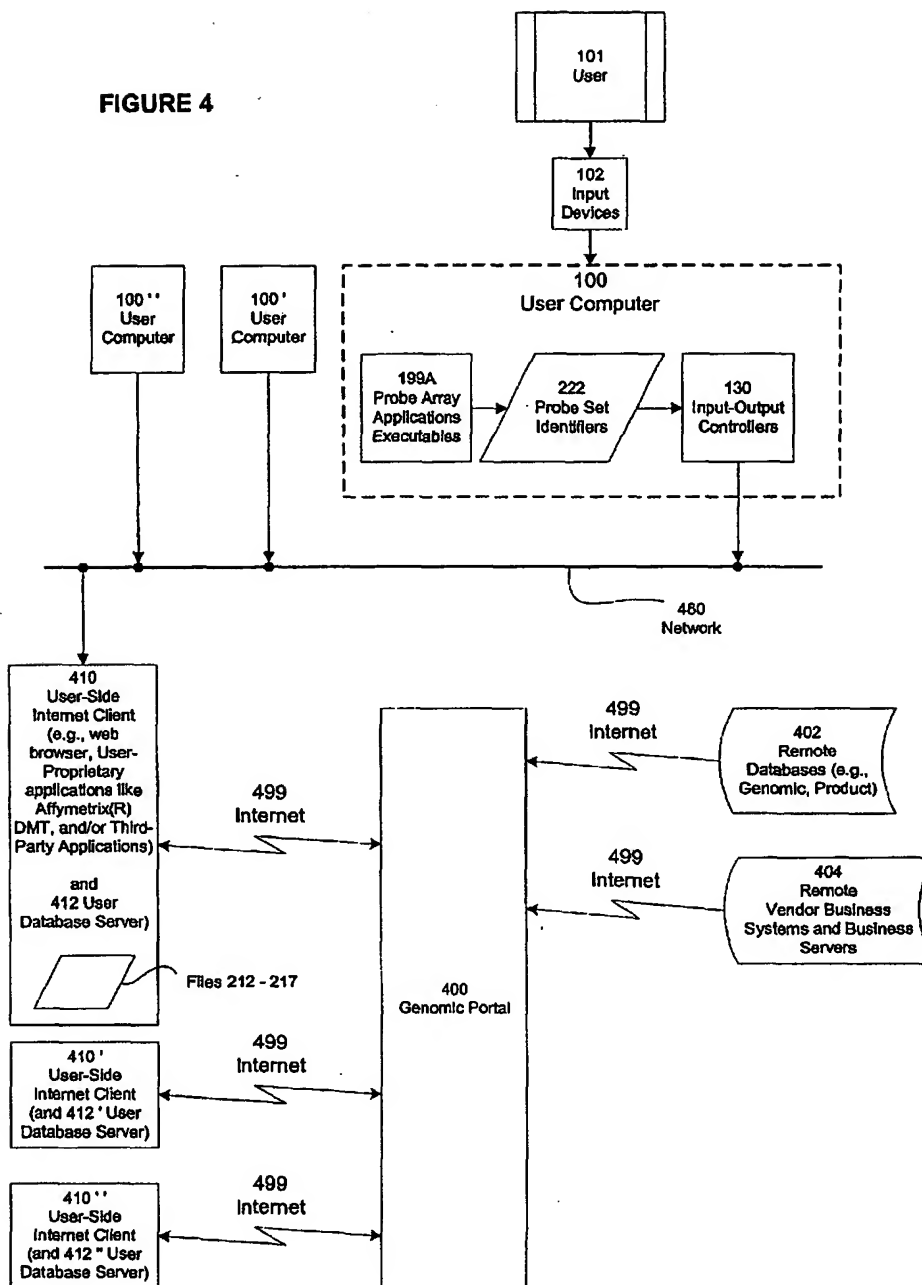 FIGURE 4
101
User
102
Input
Devices
100 ' '
User
Computer
100 '
User
Computer
100
User Computer
199A
Probe Array
Applications
Executables
222
Probe Set
Identifiers
130
Input-Output
Controllers
480
Network
410
User-Side
Internet Client
(e.g., web
browser, User-
Proprietary
applications like
Affymetrix(R)
DMT, and/or Third-
Party Applications)
and
412 User
Database Server)
Files 212 - 217
499
Internet
400
Genomic Portal
499
Internet
402
Remote
Databases (e.g.,
Genomic, Product)
499
Internet
404
Remote
Vendor Business
Systems and Business
Servers
410 '
User-Side
Internet Client
(and 412 ' User
Database Server)
499
Internet
410 ' '
User-Side
Internet Client
(and 412 " User
Database Server)
499
Internet